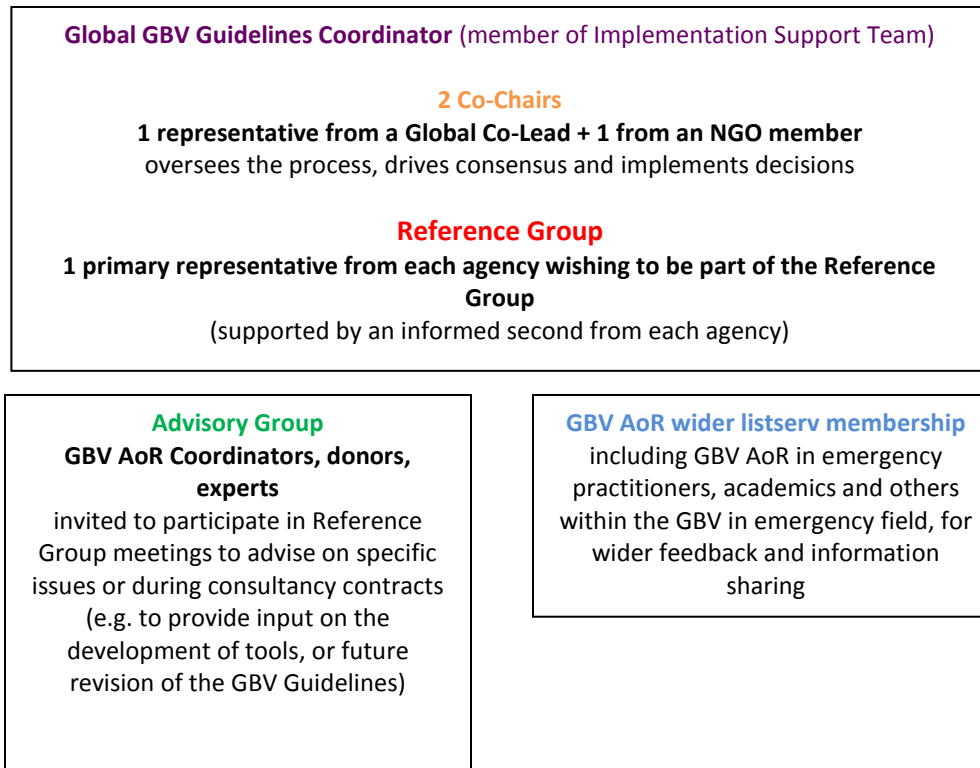 Global GBV Guidelines Coordinator (member of Implementation Support Team)
2 Co-Chairs
1 representative from a Global Co-Lead + 1 from an NGO member
oversees the process, drives consensus and implements decisions
Reference Group
1 primary representative from each agency wishing to be part of the Reference
Group
(supported by an informed second from each agency)
Advisory Group
GBV AoR Coordinators, donors,
experts
invited to participate in Reference
Group meetings to advise on specific
issues or during consultancy contracts
(e.g. to provide input on the
development of tools, or future
revision of the GBV Guidelines)
GBV AoR wider listserv membership
including GBV AoR in emergency
practitioners, academics and others
within the GBV in emergency field, for
wider feedback and information
sharing